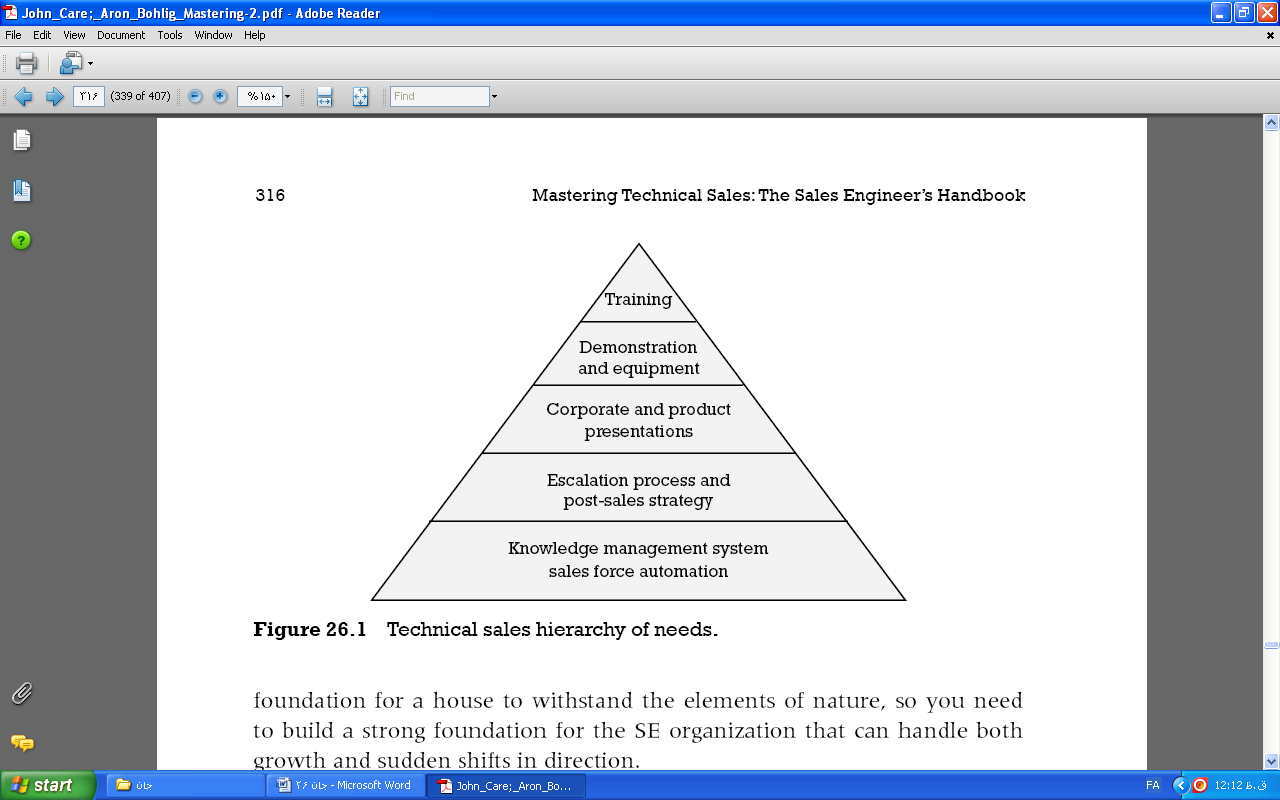 John_Care;_Aron_Bohlig_Mastering-2.pdf - Adobe Reader
File Edit View Document Tools Window Help
۳۱۶ (339 of 407) %۱۵۰ Find
316 Mastering Technical Sales: The Sales Engineer's Handbook
Training
Demonstration
and equipment
Corporate and product
presentations
Escalation process and
post-sales strategy
Knowledge management system
sales force automation
Figure 26.1 Technical sales hierarchy of needs.
foundation for a house to withstand the elements of nature, so you need
to build a strong foundation for the SE organization that can handle both
growth and sudden shifts in direction.
start جان جان ۲۶ - Microsoft Word John_Care;_Aron_Bo... FA 12:12 ق.ظ